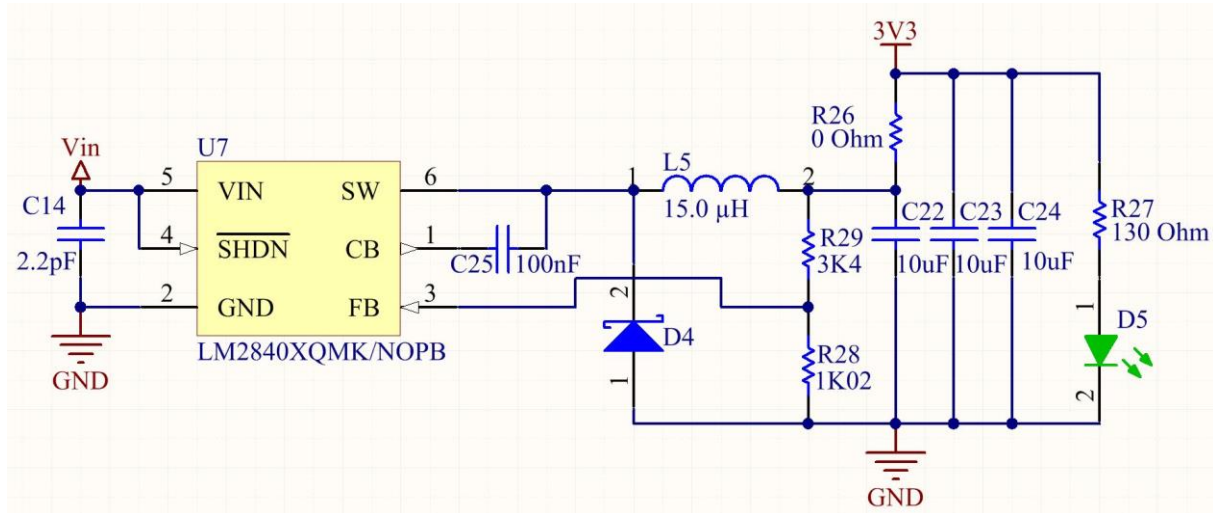 3V3
R26
0 Ohm
Vin
U7
5
VIN
SW
6
1
L5
2
15.0 µH
C14
2.2pF
4
SHDN
CB
1
C25
100nF
R29
3K4
C22
10uF
C23
10uF
C24
10uF
R27
130 Ohm
2
GND
FB
3
2
D4
1
R28
1K02
1
D5
2
LM2840XQMK/NOPB
GND
GND